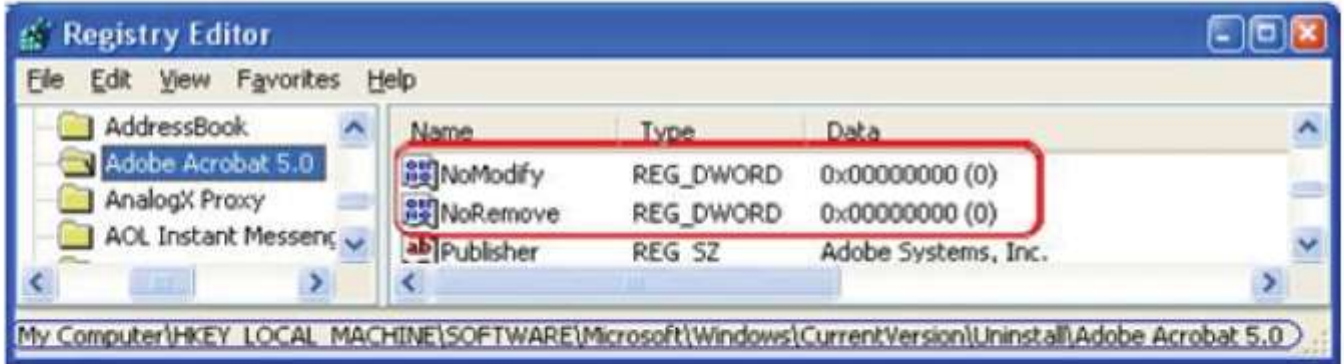 Registry Editor
File Edit View Favorites Help
AddressBook
Adobe Acrobat 5.0
AnalogX Proxy
AOL Instant Messeng
Name Type Data
NoModify REG_DWORD 0x00000000 (0)
NoRemove REG_DWORD 0x00000000 (0)
Publisher REG_SZ Adobe Systems, Inc.
My Computer\HKEY_LOCAL_MACHINE\SOFTWARE\Microsoft\Windows\CurrentVersion\Uninstall\Adobe Acrobat 5.0